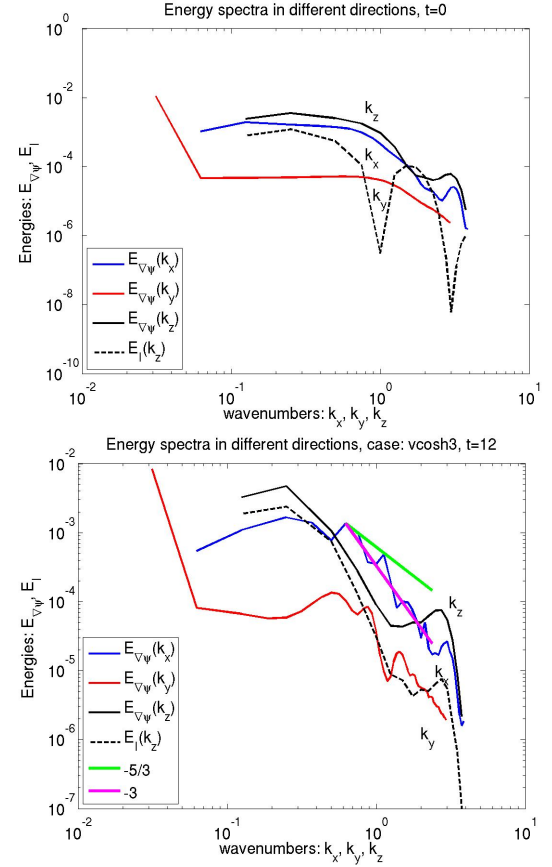 Energy spectra in different directions, t=0
10^0
10^-2
10^-4
10^-6
10^-8
10^-10
Energies: E_∇ψ, E_I
k_z
k_x
k_y
E_∇ψ(k_x)
E_∇ψ(k_y)
E_∇ψ(k_z)
E_I(k_z)
10^-2
10^-1
10^0
10^1
wavenumbers: k_x, k_y, k_z
Energy spectra in different directions, case: vcosh3, t=12
10^-2
10^-3
10^-4
10^-5
10^-6
10^-7
Energies: E_∇ψ, E_I
k_z
k_x
k_y
E_∇ψ(k_x)
E_∇ψ(k_y)
E_∇ψ(k_z)
E_I(k_z)
-5/3
-3
10^-2
10^-1
10^0
10^1
wavenumbers: k_x, k_y, k_z